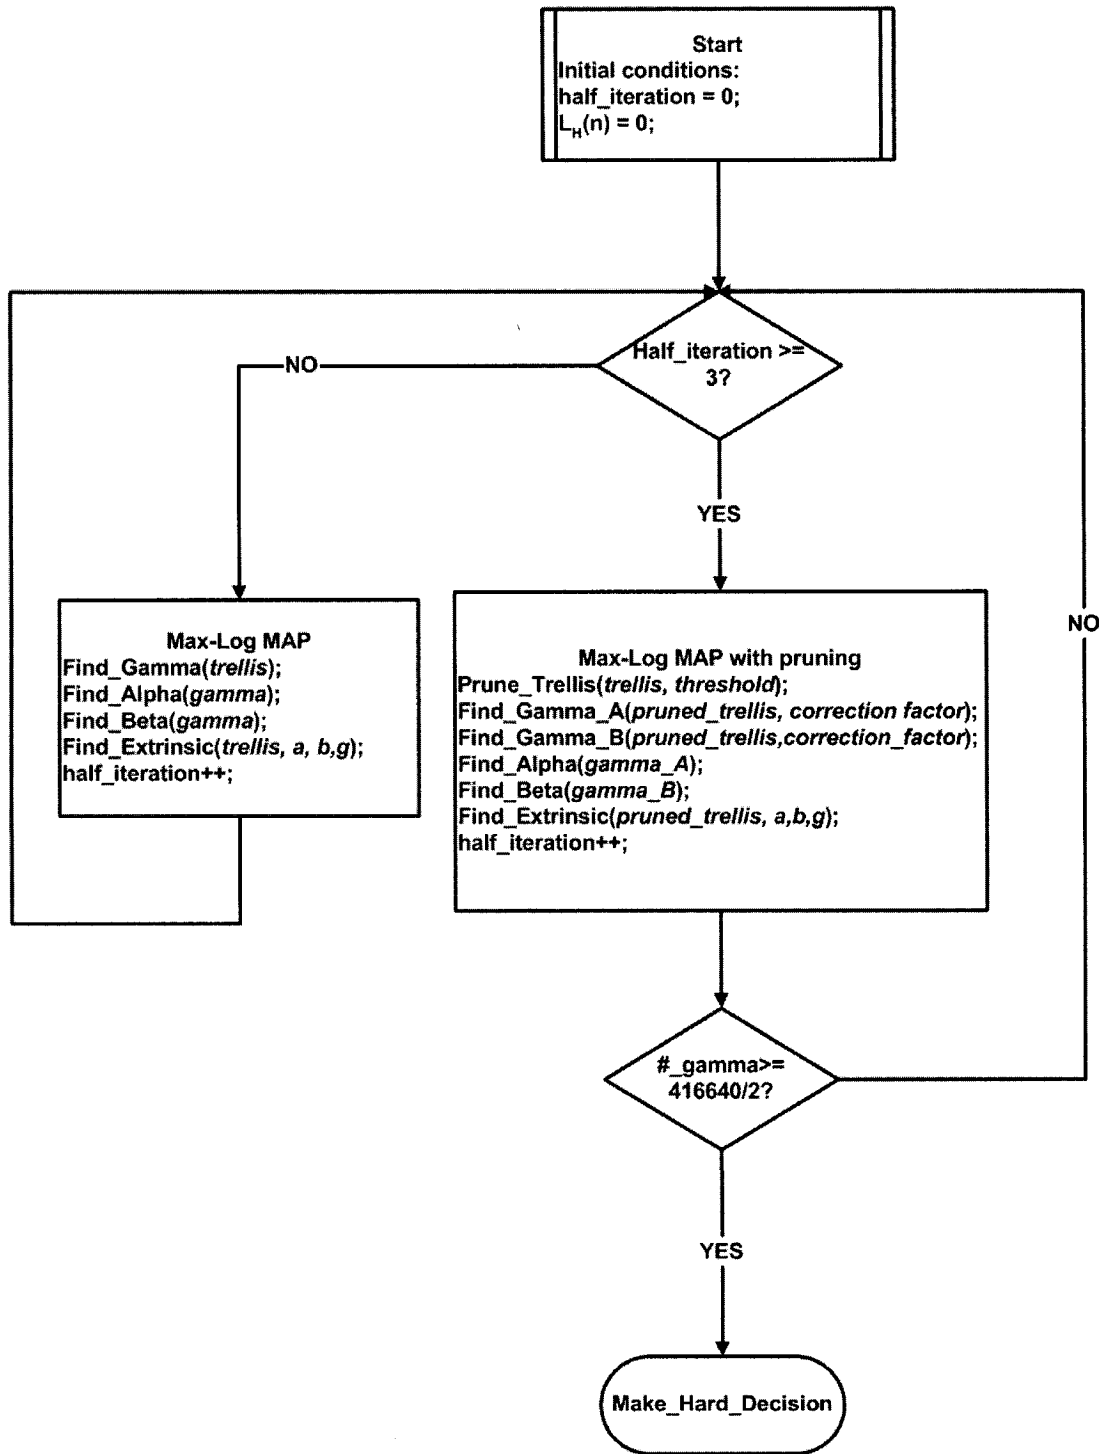 Start
Initial conditions:
half_iteration = 0;
L_H(n) = 0;
Half_iteration >=
3?
NO
YES
NO
Max-Log MAP
Find_Gamma(trellis);
Find_Alpha(gamma);
Find_Beta(gamma);
Find_Extrinsic(trellis, a, b,g);
half_iteration++;
Max-Log MAP with pruning
Prune_Trellis(trellis, threshold);
Find_Gamma_A(pruned_trellis, correction factor);
Find_Gamma_B(pruned_trellis,correction_factor);
Find_Alpha(gamma_A);
Find_Beta(gamma_B);
Find_Extrinsic(pruned_trellis, a,b,g);
half_iteration++;
#_gamma>=
416640/2?
YES
Make_Hard_Decision